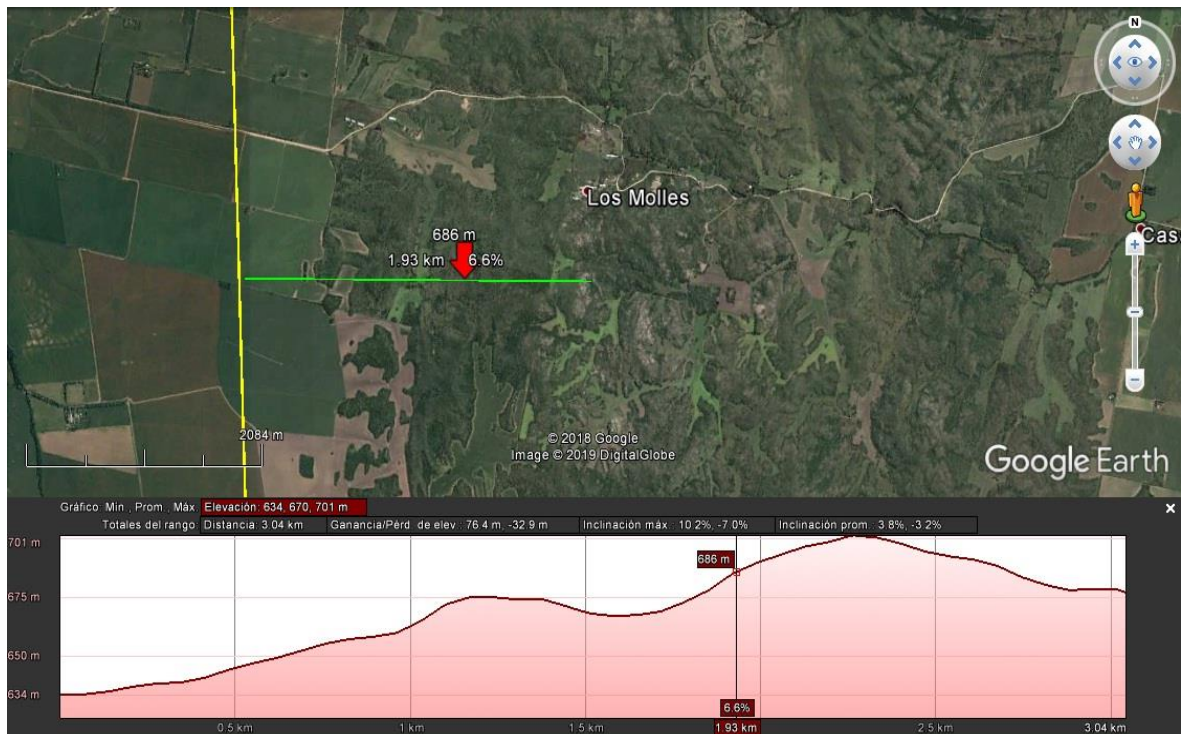 N
Los Molles
Cas
686 m
1.93 km 6.6%
2084 m
© 2018 Google
Image © 2019 DigitalGlobe
Google Earth
Gráfico: Mín., Prom., Máx. Elevación: 634, 670, 701 m
Totales del rango: Distancia: 3.04 km Ganancia/Pérd. de elev.: 76.4 m, -32.9 m Inclinación máx.: 10.2%, -7.0% Inclinación prom.: 3.8%, -3.2%
701 m
686 m
675 m
650 m
634 m
6.6%
0.5 km 1 km 1.5 km 1.93 km 2.5 km 3.04 km